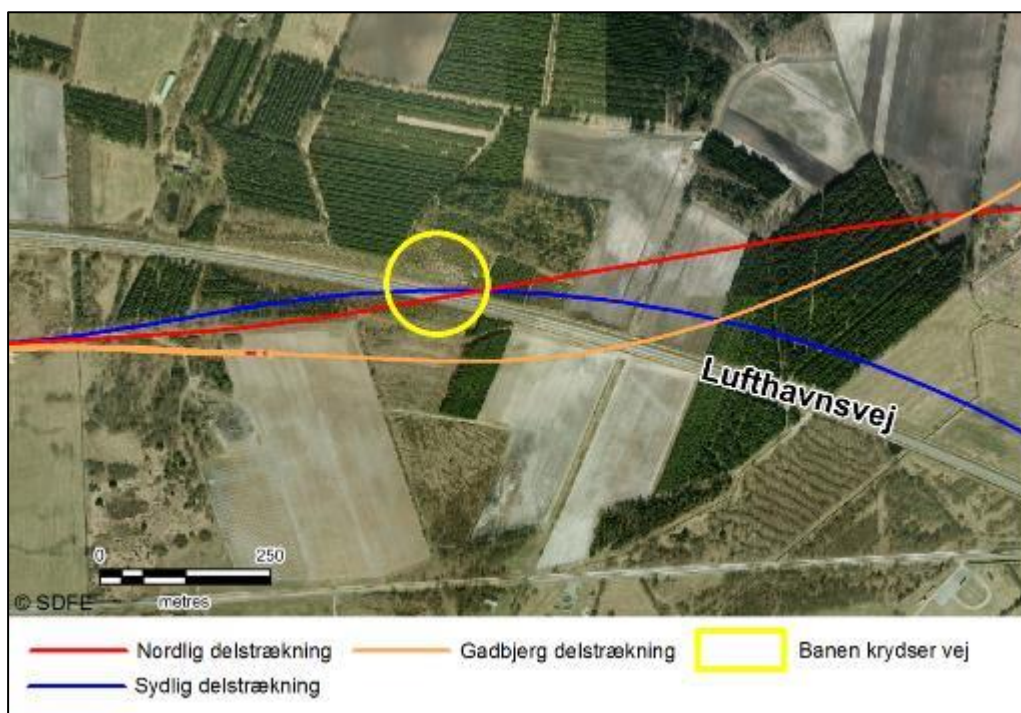 Lufthavnsvej
0 250
metres
© SDFE
Nordlig delstrækning Gadbjerg delstrækning Banen krydser vej
Sydlig delstrækning